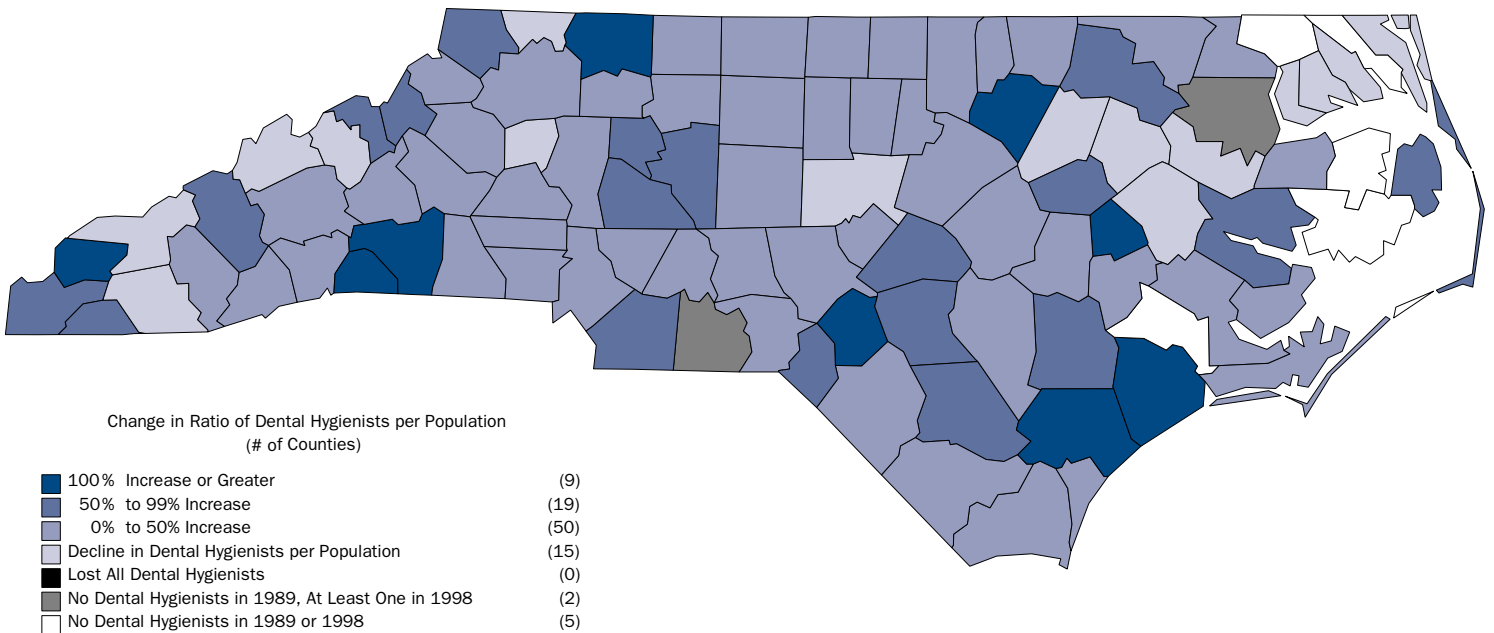 Change in Ratio of Dental Hygienists per Population
(# of Counties)
100% Increase or Greater (9)
50% to 99% Increase (19)
0% to 50% Increase (50)
Decline in Dental Hygienists per Population (15)
Lost All Dental Hygienists (0)
No Dental Hygienists in 1989, At Least One in 1998 (2)
No Dental Hygienists in 1989 or 1998 (5)